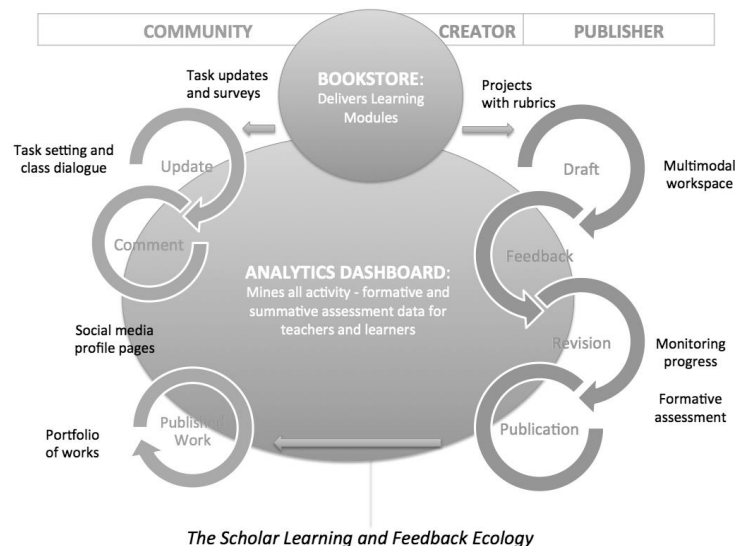 COMMUNITY
CREATOR
PUBLISHER
BOOKSTORE:
Delivers Learning
Modules
Task updates
and surveys
Projects
with rubrics
Task setting and
class dialogue
Update
Draft
Multimodal
workspace
Comment
Feedback
ANALYTICS DASHBOARD:
Mines all activity - formative and
summative assessment data for
teachers and learners
Social media
profile pages
Revision
Monitoring
progress
Formative
assessment
Portfolio
of works
Published
Work
Publication
The Scholar Learning and Feedback Ecology